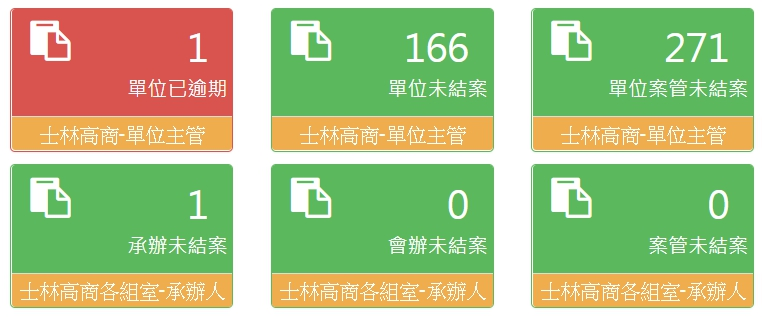 1
單位已逾期
士林高商-單位主管
166
單位未結案
士林高商-單位主管
271
單位案管未結案
士林高商-單位主管
1
承辦未結案
士林高商各組室-承辦人
0
會辦未結案
士林高商各組室-承辦人
0
案管未結案
士林高商各組室-承辦人